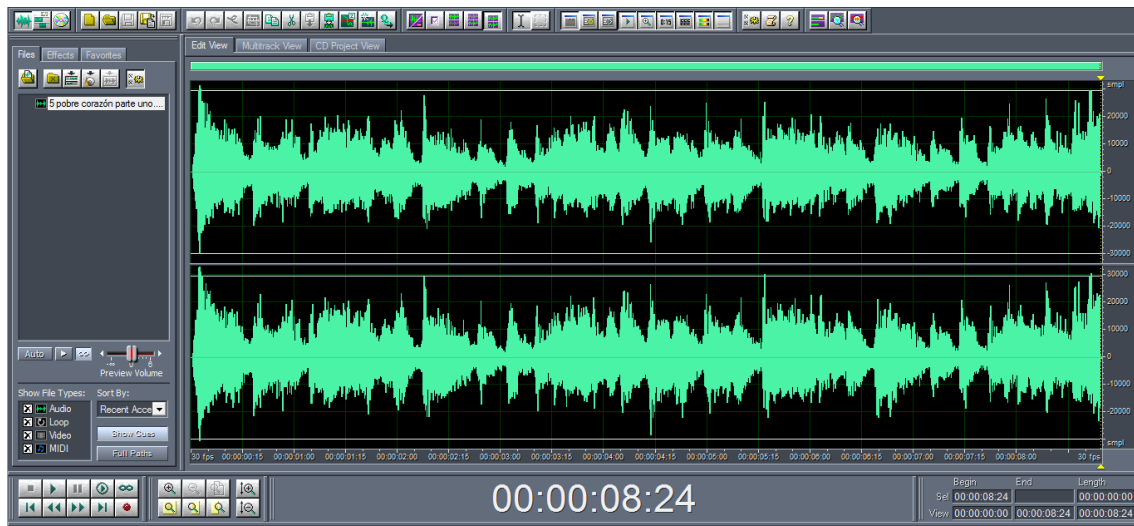 Edit View Multitrack View CD Project View
Files Effects Favorites
5 pobre corazón parte uno....
smpl
20000
10000
0
-10000
-20000
-30000
30000
20000
10000
0
-10000
-20000
smpl
30 fps 00:00:00:15 00:00:01:00 00:00:01:15 00:00:02:00 00:00:02:15 00:00:03:00 00:00:03:15 00:00:04:00 00:00:04:15 00:00:05:00 00:00:05:15 00:00:06:00 00:00:06:15 00:00:07:00 00:00:07:15 00:00:08:00 30 fps
Auto
-∞ 0 6
Preview Volume
Show File Types: Sort By:
Audio Recent Acce
Loop
Video Show Cues
MIDI Full Paths
00:00:08:24
Begin End Length
Sel 00:00:08:24 00:00:00:00
View 00:00:00:00 00:00:08:24 00:00:08:24